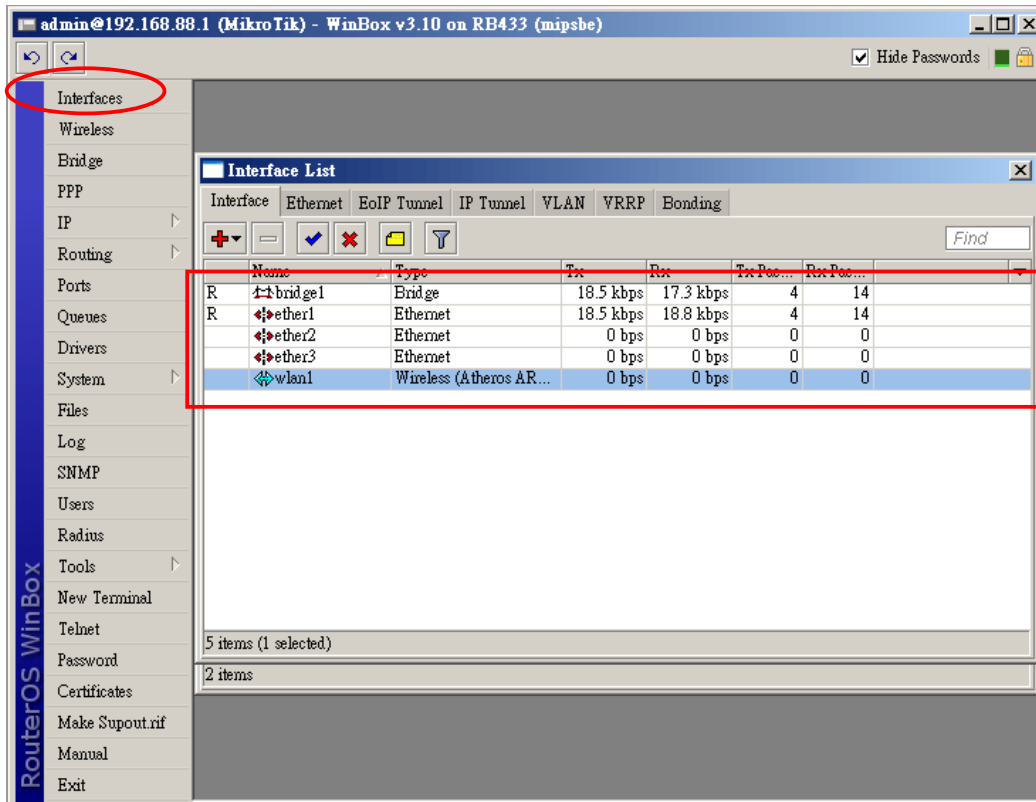 admin@192.168.88.1 (MikroTik) - WinBox v3.10 on RB433 (mipsbe)
Hide Passwords
Interfaces
Wireless
Bridge
PPP
IP
Routing
Ports
Queues
Drivers
System
Files
Log
SNMP
Users
Radius
Tools
New Terminal
Telnet
Password
Certificates
Make Supout.rif
Manual
Exit
RouterOS WinBox
Interface List
Interface Ethernet EoIP Tunnel IP Tunnel VLAN VRRP Bonding
Find
Name Type Tx Rx Tx Pac... Rx Pac...
R bridge1 Bridge 18.5 kbps 17.3 kbps 4 14
R ether1 Ethernet 18.5 kbps 18.8 kbps 4 14
ether2 Ethernet 0 bps 0 bps 0 0
ether3 Ethernet 0 bps 0 bps 0 0
wlan1 Wireless (Atheros AR... 0 bps 0 bps 0 0
5 items (1 selected)
2 items